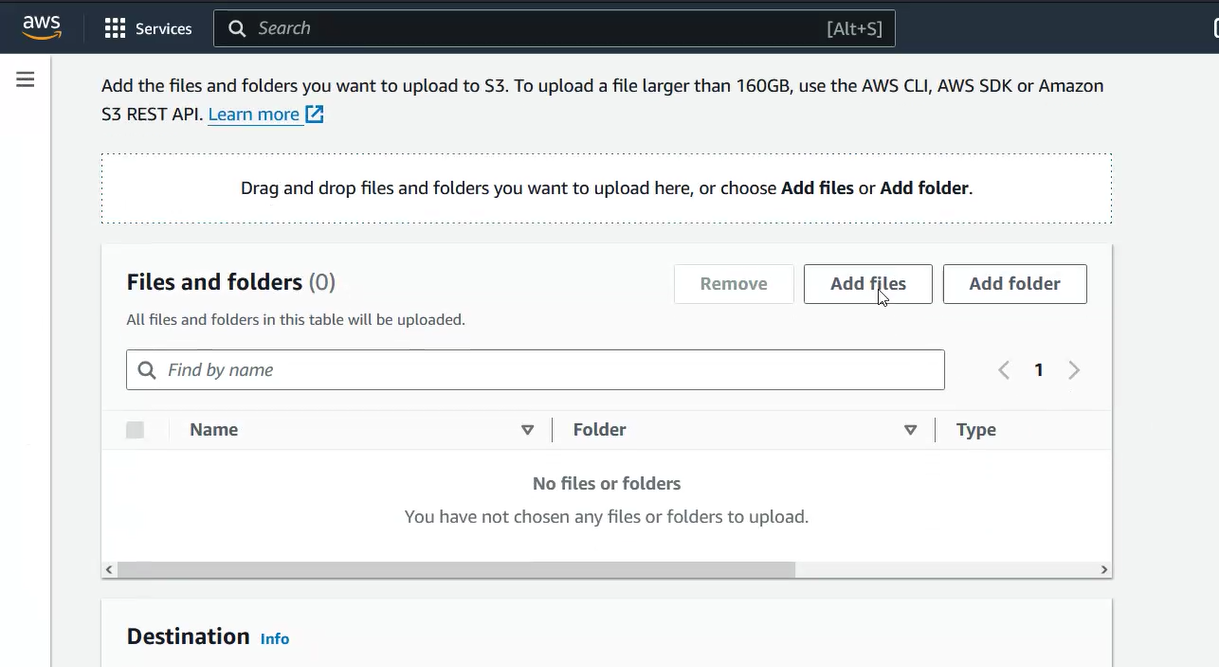 aws Services Search [Alt+S]
Add the files and folders you want to upload to S3. To upload a file larger than 160GB, use the AWS CLI, AWS SDK or Amazon
S3 REST API. Learn more
Drag and drop files and folders you want to upload here, or choose Add files or Add folder.
Files and folders (0) Remove Add files Add folder
All files and folders in this table will be uploaded.
Find by name 1
Name Folder Type
No files or folders
You have not chosen any files or folders to upload.
Destination Info